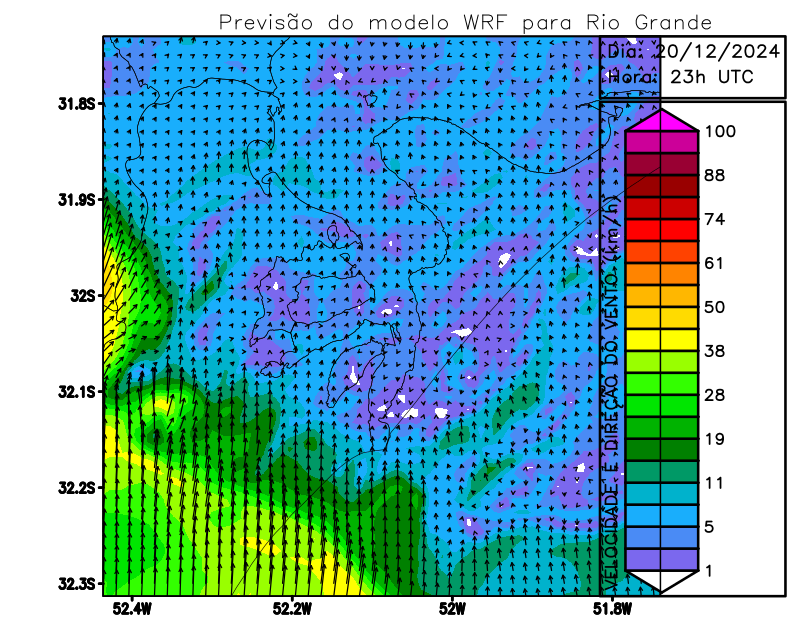 Previsão do modelo WRF para Rio Grande
Dia: 20/12/2024
Hora: 23h UTC
31.8S
31.9S
32S
32.1S
32.2S
32.3S
52.4W
52.2W
52W
51.8W
VELOCIDADE E DIREÇÃO DO VENTO (km/h)
100
88
74
61
50
38
28
19
11
5
1